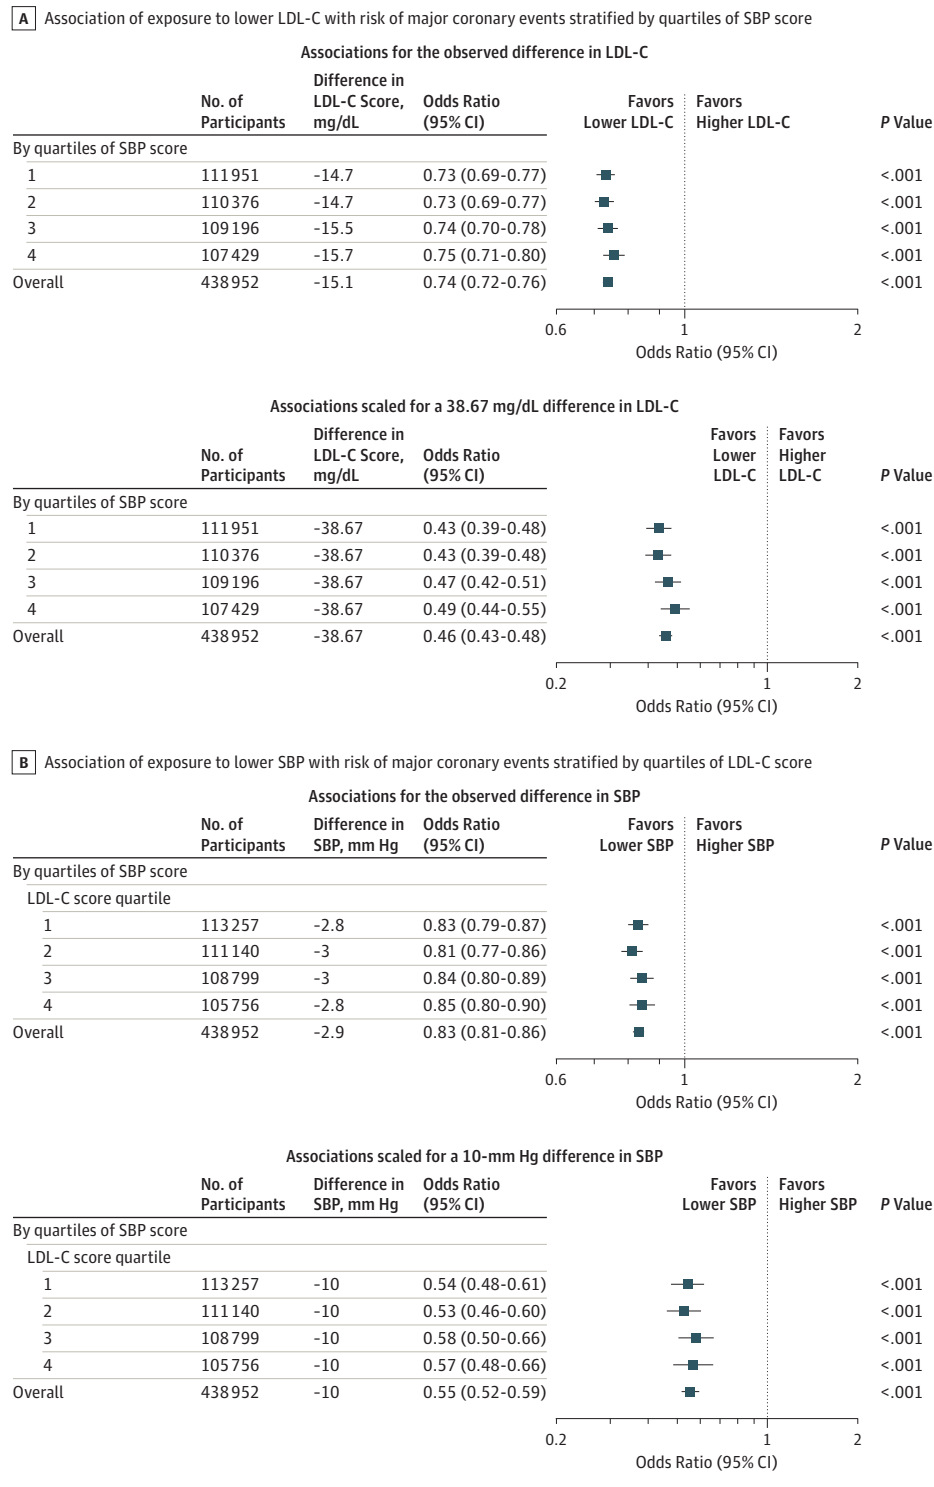 A Association of exposure to lower LDL-C with risk of major coronary events stratified by quartiles of SBP score
Associations for the observed difference in LDL-C
No. of Participants Difference in LDL-C Score, mg/dL Odds Ratio (95% CI) Favors Lower LDL-C Favors Higher LDL-C P Value
By quartiles of SBP score
1 111951 -14.7 0.73 (0.69-0.77) <.001
2 110376 -14.7 0.73 (0.69-0.77) <.001
3 109196 -15.5 0.74 (0.70-0.78) <.001
4 107429 -15.7 0.75 (0.71-0.80) <.001
Overall 438952 -15.1 0.74 (0.72-0.76) <.001
0.6 1 2
Odds Ratio (95% CI)
Associations scaled for a 38.67 mg/dL difference in LDL-C
No. of Participants Difference in LDL-C Score, mg/dL Odds Ratio (95% CI) Favors Lower LDL-C Favors Higher LDL-C P Value
By quartiles of SBP score
1 111951 -38.67 0.43 (0.39-0.48) <.001
2 110376 -38.67 0.43 (0.39-0.48) <.001
3 109196 -38.67 0.47 (0.42-0.51) <.001
4 107429 -38.67 0.49 (0.44-0.55) <.001
Overall 438952 -38.67 0.46 (0.43-0.48) <.001
0.2 1 2
Odds Ratio (95% CI)
B Association of exposure to lower SBP with risk of major coronary events stratified by quartiles of LDL-C score
Associations for the observed difference in SBP
No. of Participants Difference in SBP, mm Hg Odds Ratio (95% CI) Favors Lower SBP Favors Higher SBP P Value
By quartiles of SBP score
LDL-C score quartile
1 113257 -2.8 0.83 (0.79-0.87) <.001
2 111140 -3 0.81 (0.77-0.86) <.001
3 108799 -3 0.84 (0.80-0.89) <.001
4 105756 -2.8 0.85 (0.80-0.90) <.001
Overall 438952 -2.9 0.83 (0.81-0.86) <.001
0.6 1 2
Odds Ratio (95% CI)
Associations scaled for a 10-mm Hg difference in SBP
No. of Participants Difference in SBP, mm Hg Odds Ratio (95% CI) Favors Lower SBP Favors Higher SBP P Value
By quartiles of SBP score
LDL-C score quartile
1 113257 -10 0.54 (0.48-0.61) <.001
2 111140 -10 0.53 (0.46-0.60) <.001
3 108799 -10 0.58 (0.50-0.66) <.001
4 105756 -10 0.57 (0.48-0.66) <.001
Overall 438952 -10 0.55 (0.52-0.59) <.001
0.2 1 2
Odds Ratio (95% CI)